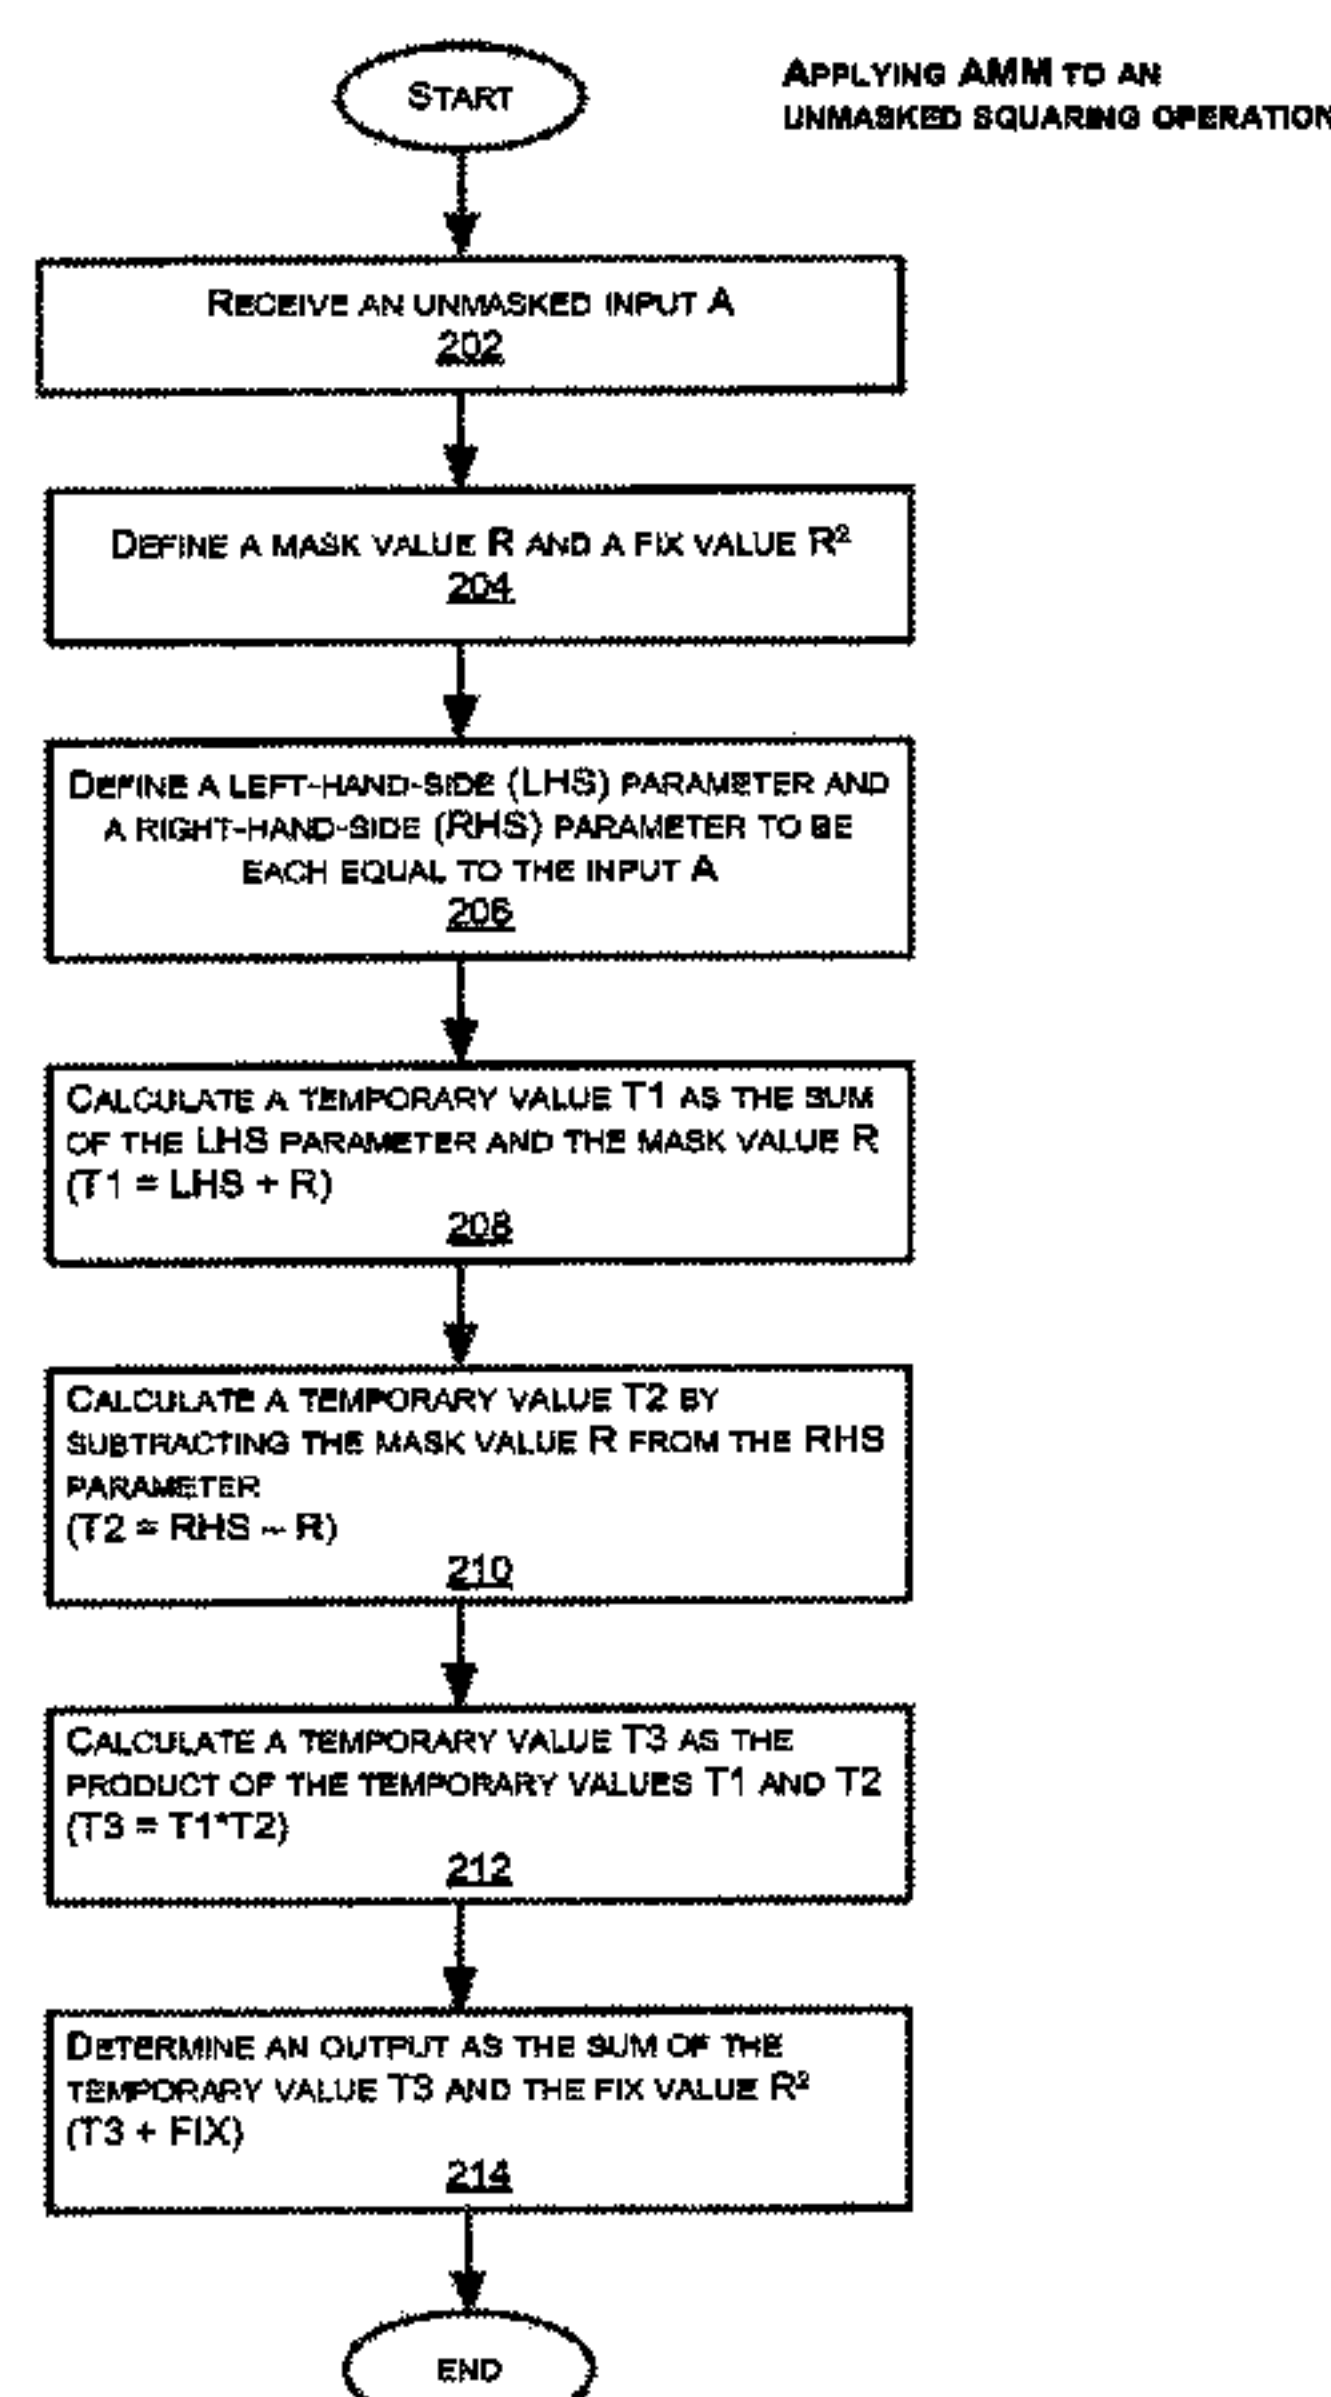 START
APPLYING AMM TO AN
UNMASKED SQUARING OPERATION
RECEIVE AN UNMASKED INPUT A
202
DEFINE A MASK VALUE R AND A FIX VALUE R²
204
DEFINE A LEFT-HAND-SIDE (LHS) PARAMETER AND
A RIGHT-HAND-SIDE (RHS) PARAMETER TO BE
EACH EQUAL TO THE INPUT A
206
CALCULATE A TEMPORARY VALUE T1 AS THE SUM
OF THE LHS PARAMETER AND THE MASK VALUE R
(T1 = LHS + R)
208
CALCULATE A TEMPORARY VALUE T2 BY
SUBTRACTING THE MASK VALUE R FROM THE RHS
PARAMETER
(T2 = RHS – R)
210
CALCULATE A TEMPORARY VALUE T3 AS THE
PRODUCT OF THE TEMPORARY VALUES T1 AND T2
(T3 = T1*T2)
212
DETERMINE AN OUTPUT AS THE SUM OF THE
TEMPORARY VALUE T3 AND THE FIX VALUE R²
(T3 + FIX)
214
END